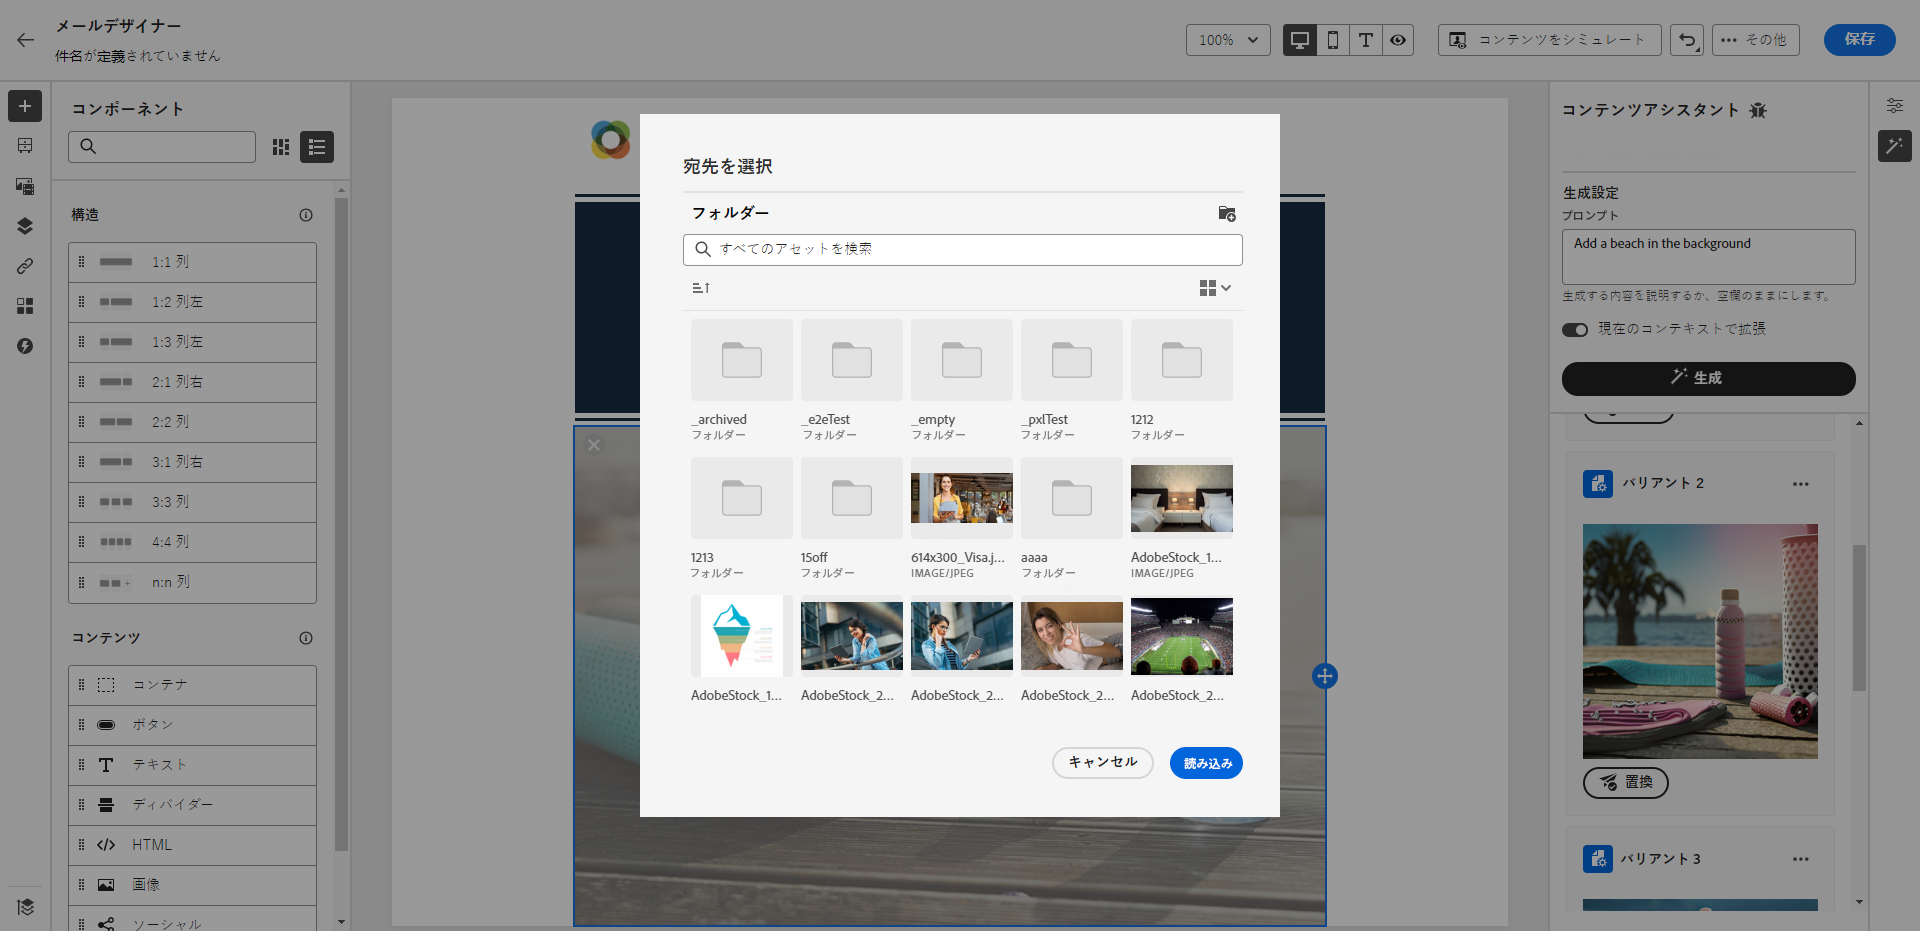 メールデザイナー
件名が定義されていません
100%
コンテンツをシミュレート
その他
保存
コンポーネント
構造
1:1 列
1:2 列左
1:3 列左
2:1 列右
2:2 列
3:1 列右
3:3 列
4:4 列
n:n 列
コンテンツ
コンテナ
ボタン
テキスト
ディバイダー
HTML
画像
ソーシャル
宛先を選択
フォルダー
すべてのアセットを検索
_archived
フォルダー
_e2eTest
フォルダー
_empty
フォルダー
_pxlTest
フォルダー
1212
フォルダー
1213
フォルダー
15off
フォルダー
614x300_Visa.j...
IMAGE/JPEG
aaaa
フォルダー
AdobeStock_1...
IMAGE/JPEG
AdobeStock_1...
AdobeStock_2...
AdobeStock_2...
AdobeStock_2...
AdobeStock_2...
キャンセル
読み込み
コンテンツアシスタント
生成設定
プロンプト
Add a beach in the background
生成する内容を説明するか、空欄のままにします。
現在のコンテキストで拡張
生成
バリアント 2
置換
バリアント 3